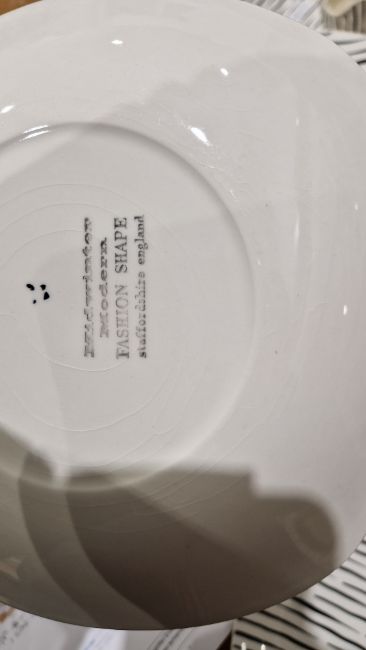 Midwinter
Modern
FASHION SHAPE
staffordshire england